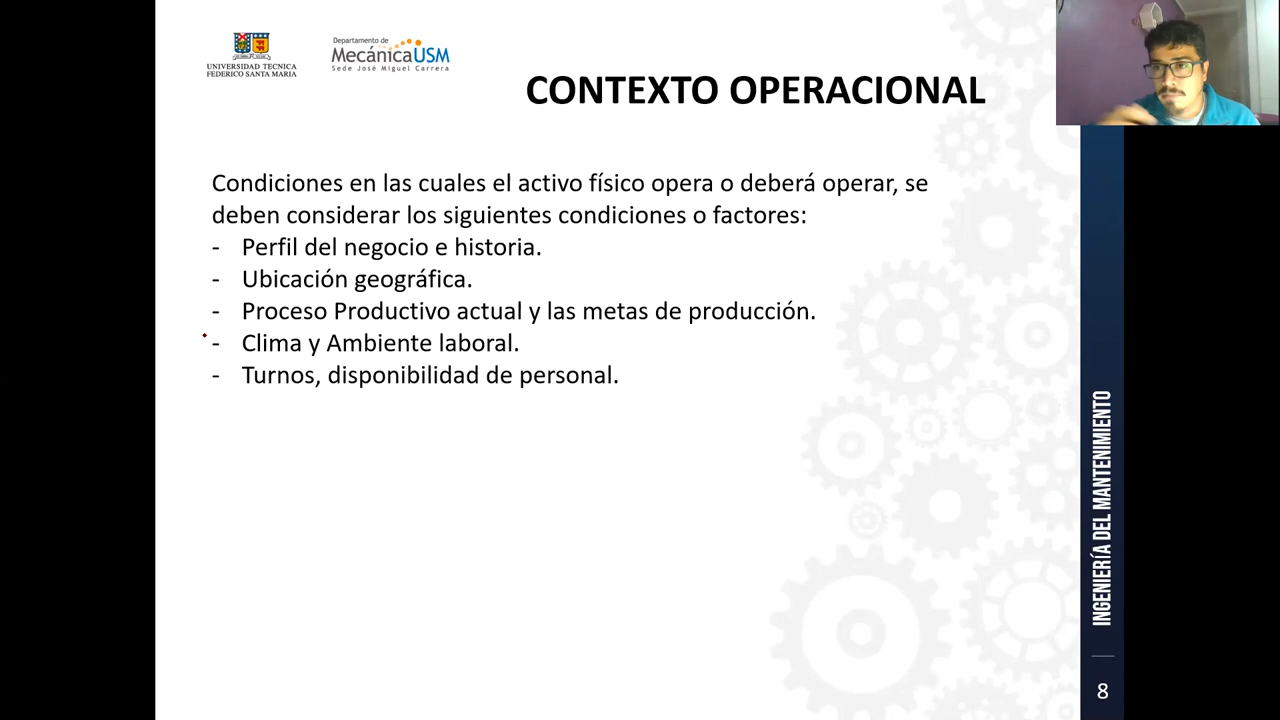 UNIVERSIDAD TECNICA
FEDERICO SANTA MARIA
Departamento de
MecánicaUSM
Sede José Miguel Carrera
CONTEXTO OPERACIONAL
Condiciones en las cuales el activo físico opera o deberá operar, se
deben considerar los siguientes condiciones o factores:
- Perfil del negocio e historia.
- Ubicación geográfica.
- Proceso Productivo actual y las metas de producción.
- Clima y Ambiente laboral.
- Turnos, disponibilidad de personal.
INGENIERÍA DEL MANTENIMIENTO
8